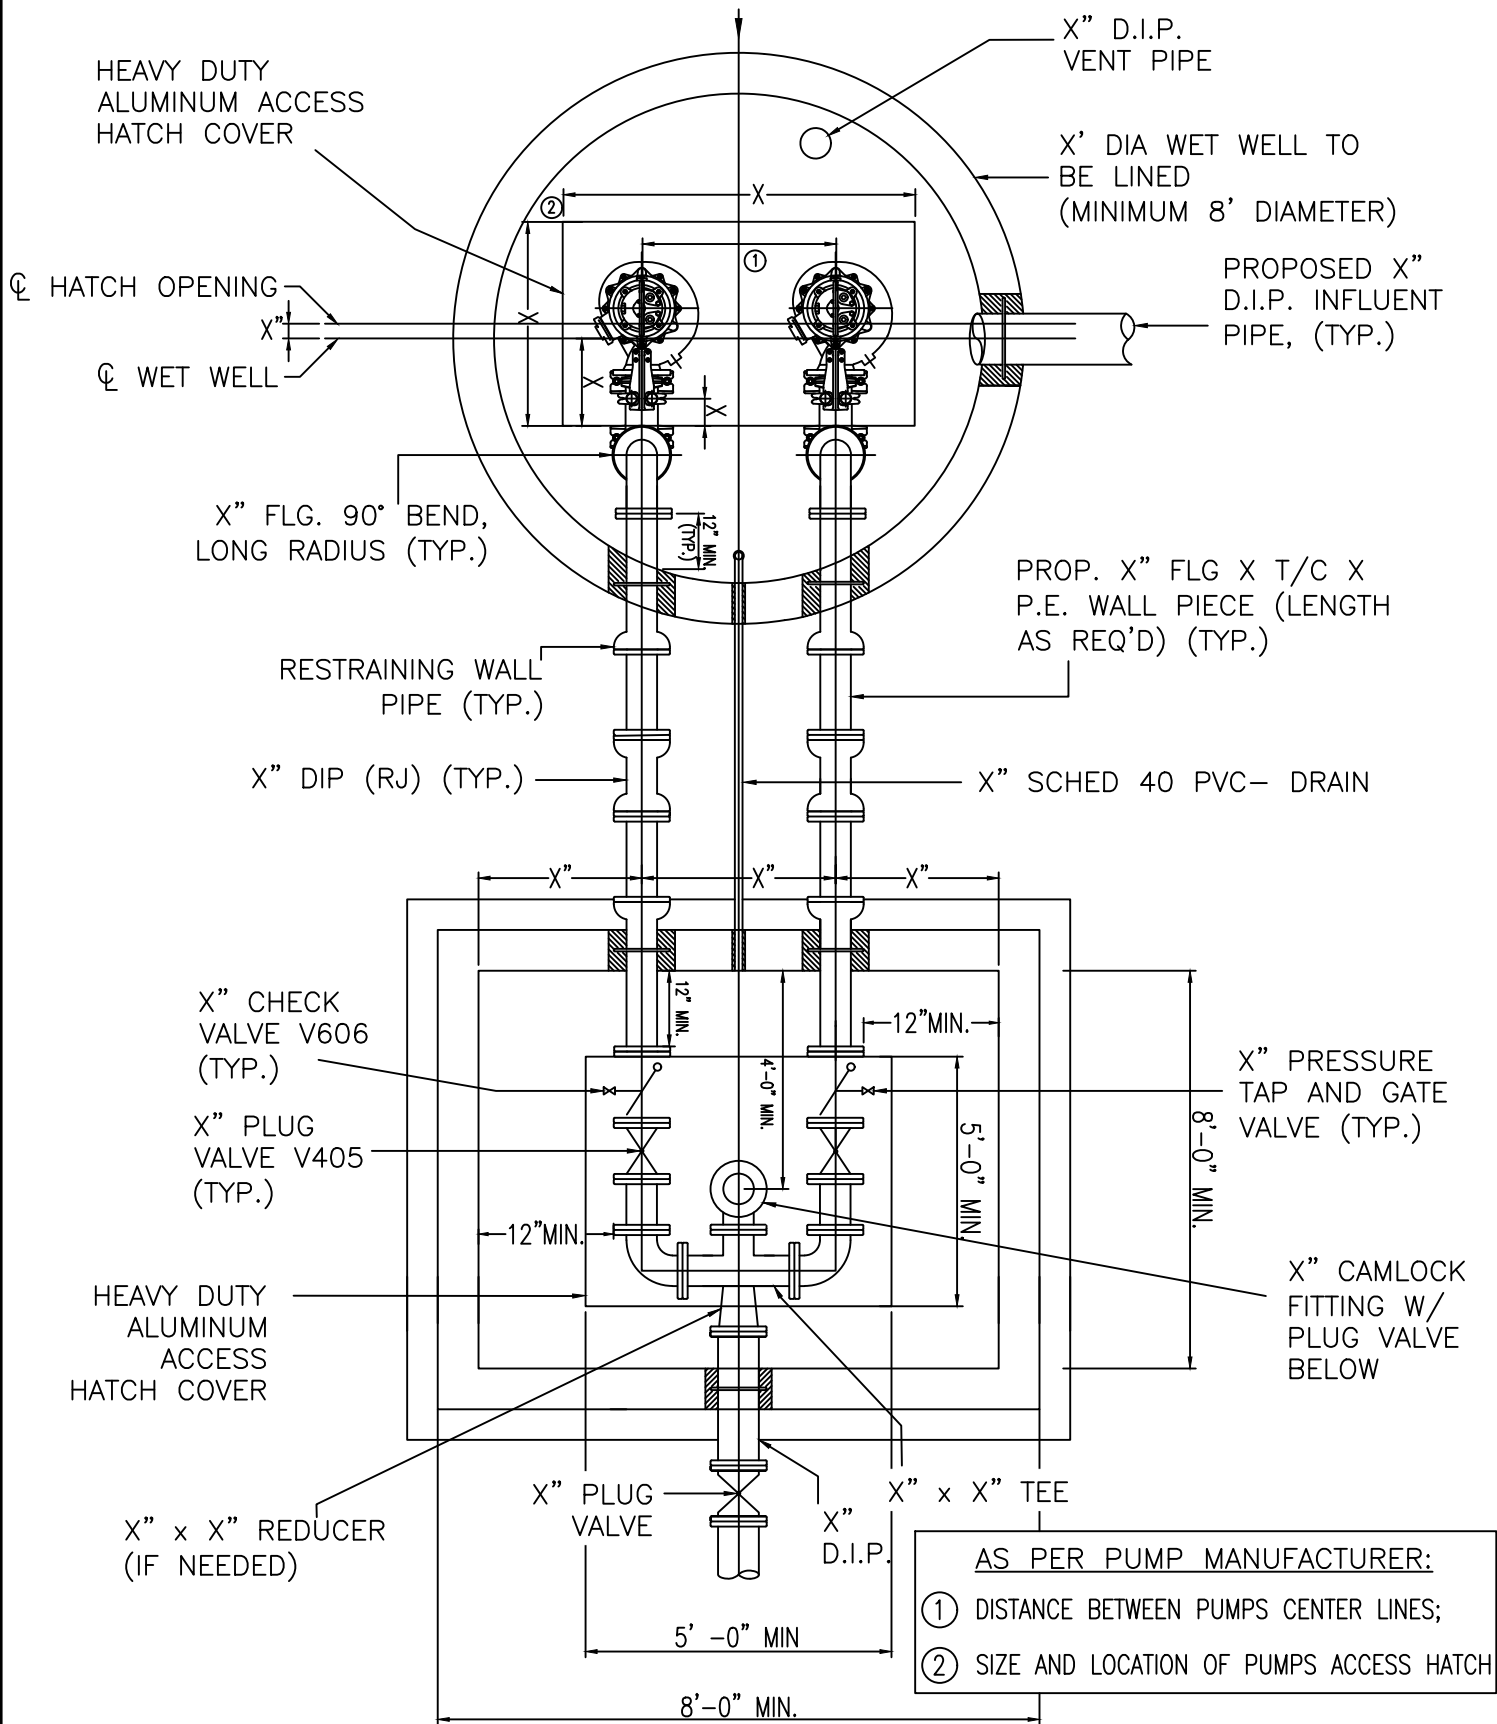 X" D.I.P.
VENT PIPE
HEAVY DUTY
ALUMINUM ACCESS
HATCH COVER
X' DIA WET WELL TO
BE LINED
(MINIMUM 8' DIAMETER)
X
②
①
PROPOSED X"
D.I.P. INFLUENT
PIPE, (TYP.)
℄ HATCH OPENING
X"
X
℄ WET WELL
X
X
X" FLG. 90° BEND,
LONG RADIUS (TYP.)
12" MIN.
(TYP.)
PROP. X" FLG X T/C X
P.E. WALL PIECE (LENGTH
AS REQ'D) (TYP.)
RESTRAINING WALL
PIPE (TYP.)
X" DIP (RJ) (TYP.)
X" SCHED 40 PVC– DRAIN
X"
X"
X"
X" CHECK
VALVE V606
(TYP.)
12" MIN.
12"MIN.
4'-0" MIN.
X" PRESSURE
TAP AND GATE
VALVE (TYP.)
X" PLUG
VALVE V405
(TYP.)
5'-0" MIN.
8'-0" MIN.
12"MIN.
X" CAMLOCK
FITTING W/
PLUG VALVE
BELOW
HEAVY DUTY
ALUMINUM
ACCESS
HATCH COVER
X" PLUG
VALVE
X"
D.I.P.
X" x X" TEE
X" x X" REDUCER
(IF NEEDED)
AS PER PUMP MANUFACTURER:
① DISTANCE BETWEEN PUMPS CENTER LINES;
② SIZE AND LOCATION OF PUMPS ACCESS HATCH
5' -0" MIN
8'-0" MIN.